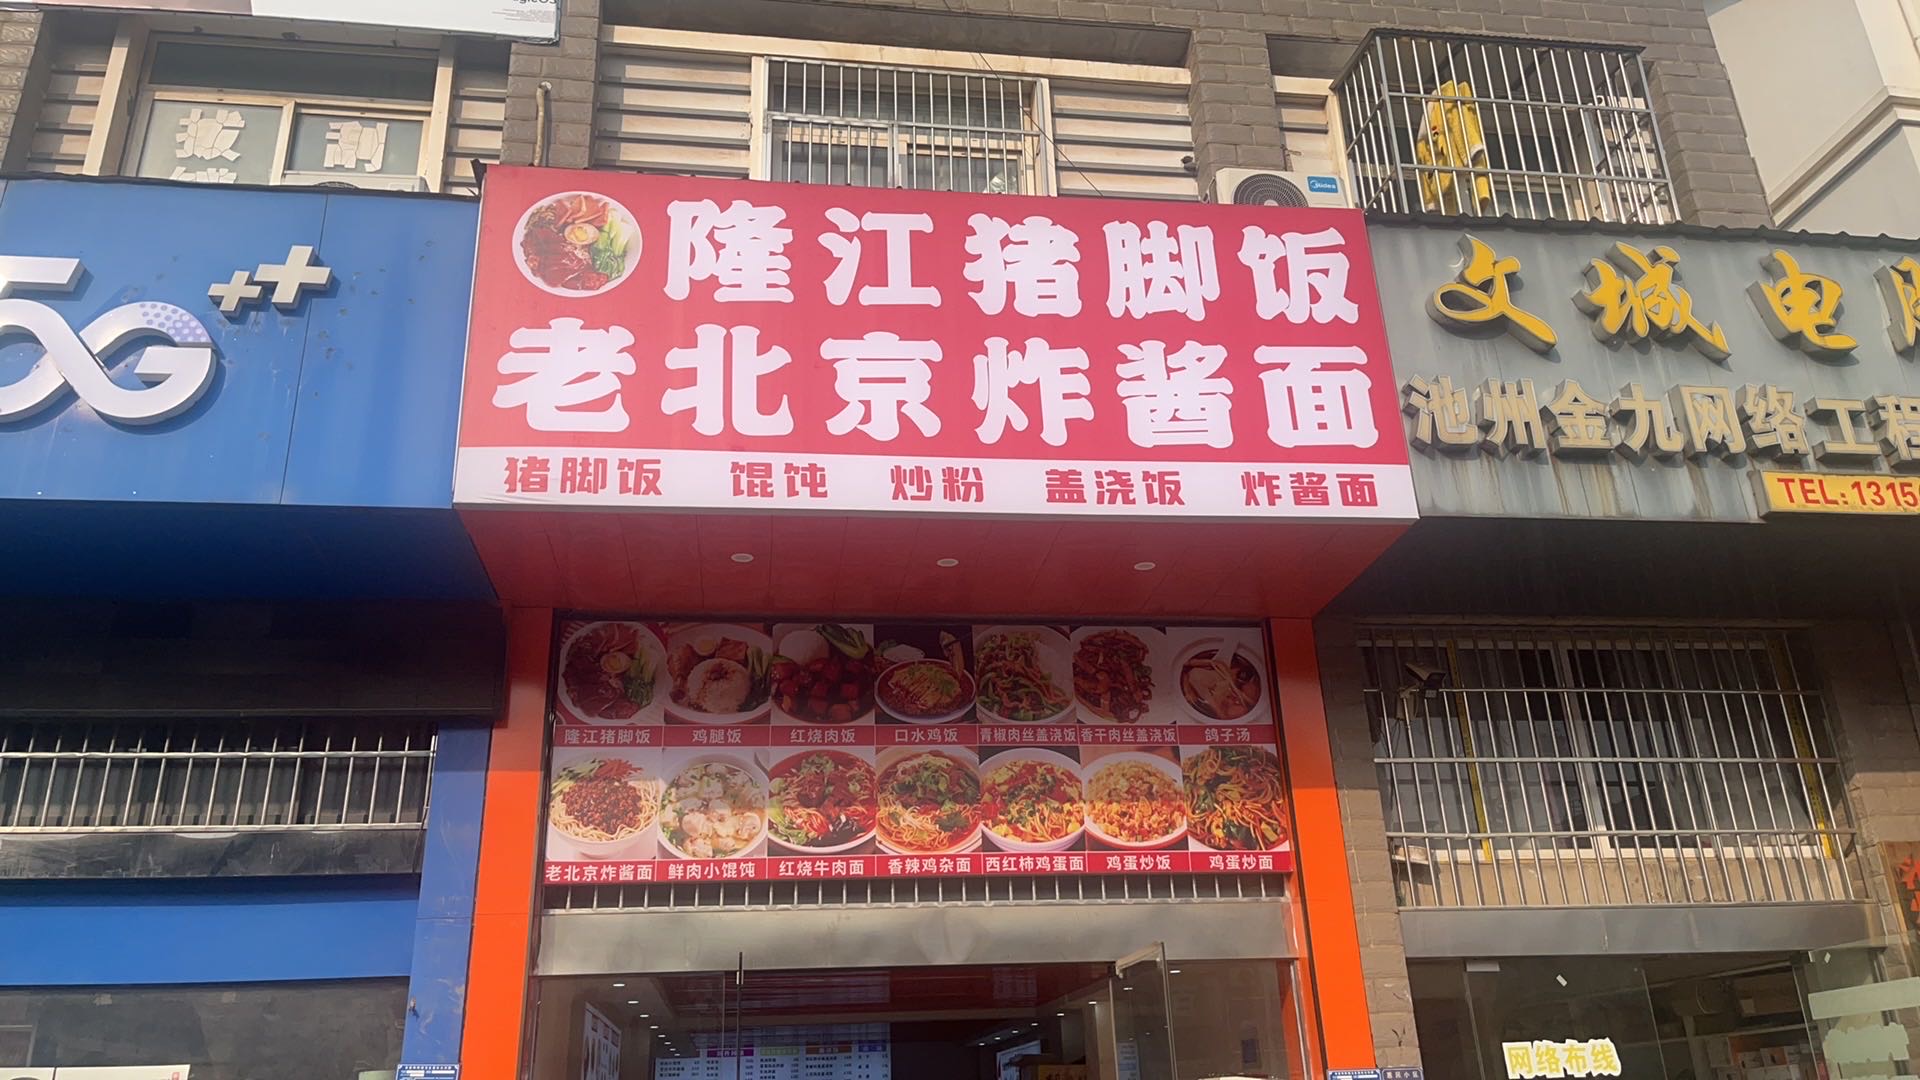 5G++
隆江猪脚饭
老北京炸酱面
猪脚饭 馄饨 炒粉 盖浇饭 炸酱面
Midea
文城电
池州金九网络工程
TEL:1315
隆江猪脚饭 鸡腿饭 红烧肉饭 口水鸡饭 青椒肉丝盖浇饭 香干肉丝盖浇饭 鸽子汤
老北京炸酱面 鲜肉小馄饨 红烧牛肉面 香辣鸡杂面 西红柿鸡蛋面 鸡蛋炒饭 鸡蛋炒面
网络布线